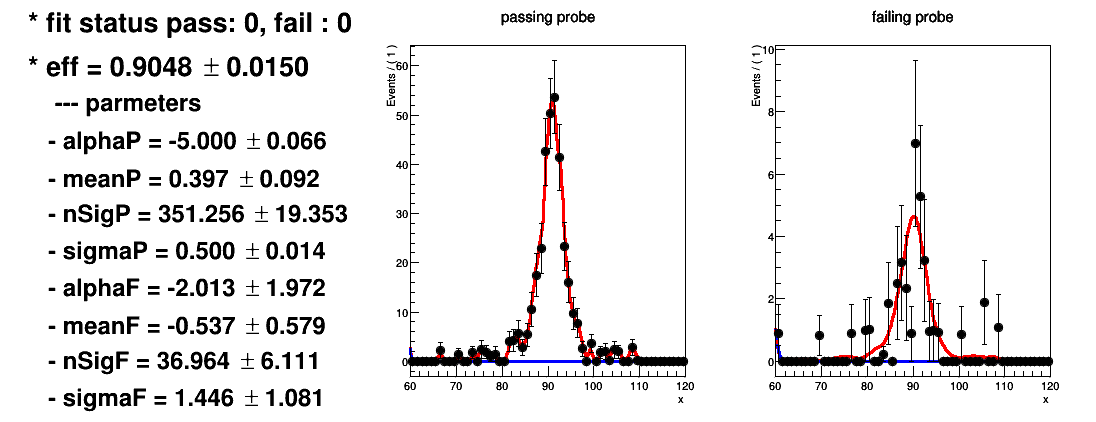 * fit status pass: 0, fail : 0
* eff = 0.9048 ± 0.0150
--- parmeters
- alphaP = -5.000 ± 0.066
- meanP = 0.397 ± 0.092
- nSigP = 351.256 ± 19.353
- sigmaP = 0.500 ± 0.014
- alphaF = -2.013 ± 1.972
- meanF = -0.537 ± 0.579
- nSigF = 36.964 ± 6.111
- sigmaF = 1.446 ± 1.081
passing probe
Events / ( 1 )
60
50
40
30
20
10
0
60 70 80 90 100 110 120
x
failing probe
Events / ( 1 )
10
8
6
4
2
0
60 70 80 90 100 110 120
x